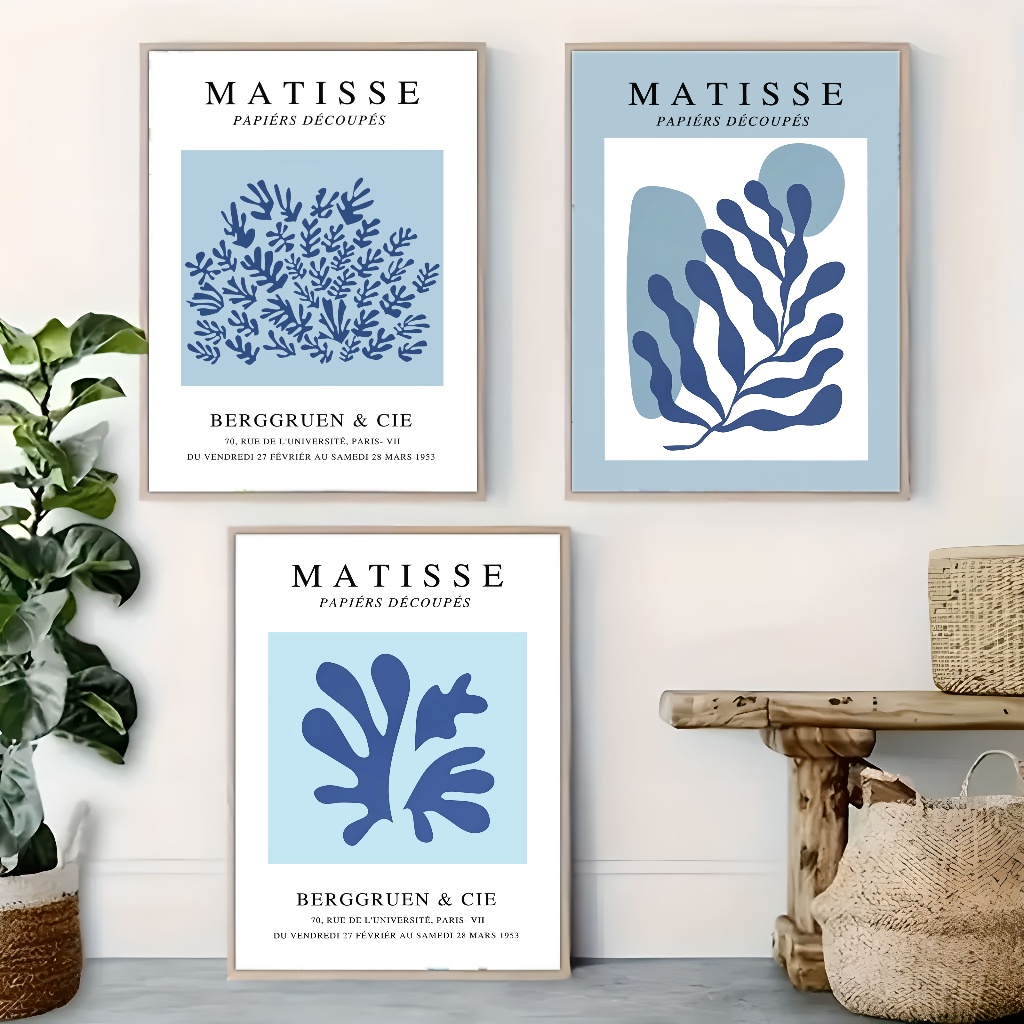 MATISSE
PAPIÉRS DÉCOUPÉS
BERGGRUEN & CIE
70, RUE DE L'UNIVERSITÉ, PARIS- VII
DU VENDREDI 27 FÉVRIÉR AU SAMEDI 28 MARS 1953
MATISSE
PAPIÉRS DÉCOUPÉS
MATISSE
PAPIÉRS DÉCOUPÉS
BERGGRUEN & CIE
70, RUE DE L'UNIVERSITÉ, PARIS- VII
DU VENDREDI 27 FÉVRIÉR AU SAMEDI 28 MARS 1953